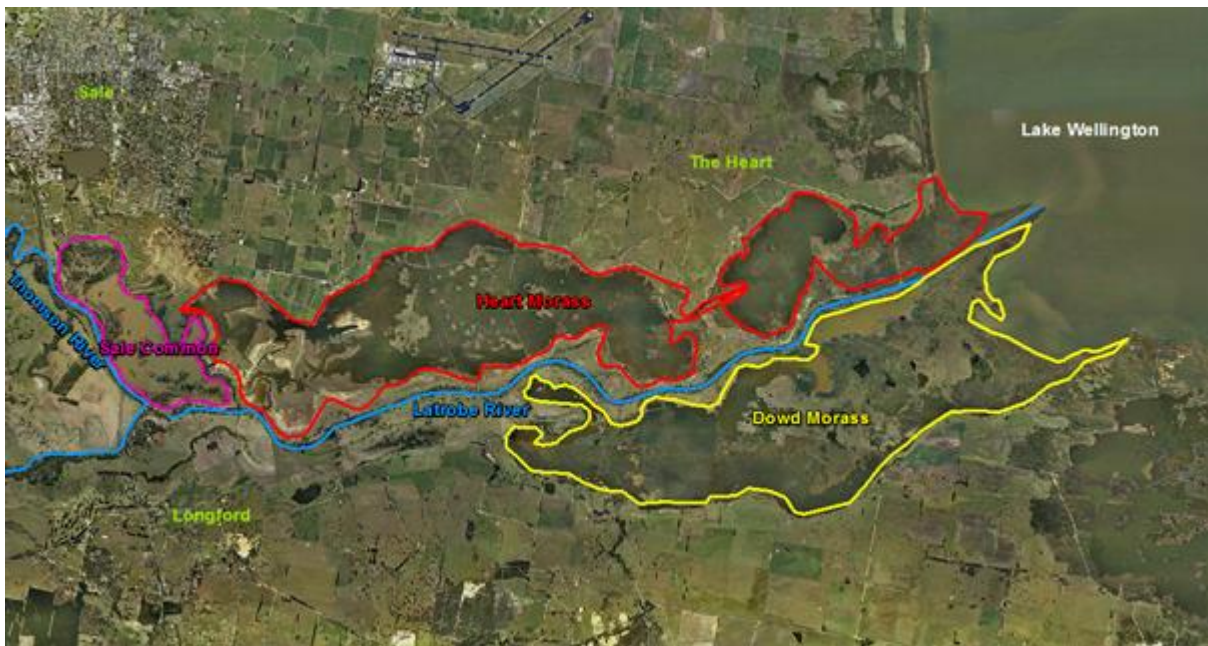 Sale
Lake Wellington
The Heart
Thomson River
Heart Morass
Sale Common
Latrobe River
Dowd Morass
Longford